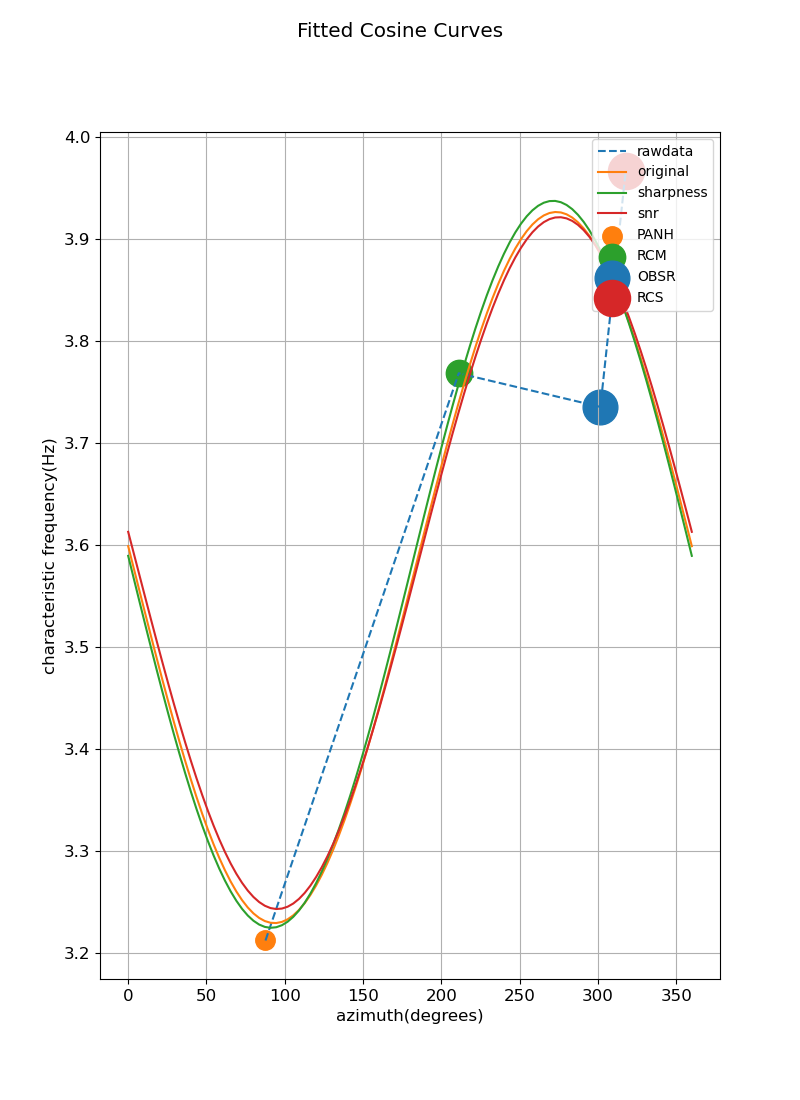 Fitted Cosine Curves
4.0
3.9
3.8
3.7
3.6
3.5
3.4
3.3
3.2
characteristic frequency(Hz)
rawdata
original
sharpness
snr
PANH
RCM
OBSR
RCS
0 50 100 150 200 250 300 350
azimuth(degrees)